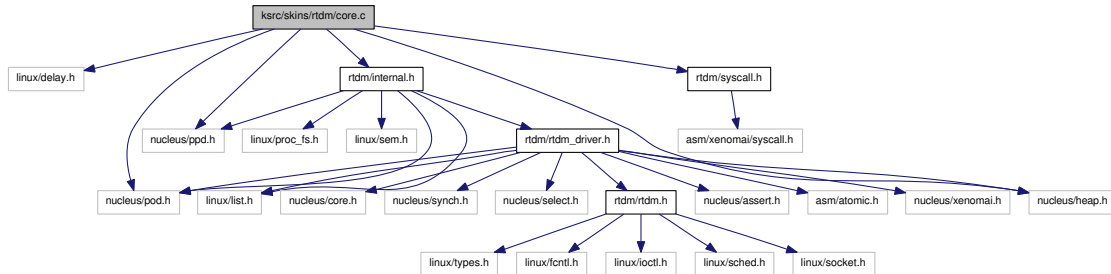 ksrc/skins/rtdm/core.c
linux/delay.h
rtdm/internal.h
rtdm/syscall.h
nucleus/ppd.h
linux/proc_fs.h
linux/sem.h
rtdm/rtdm_driver.h
asm/xenomai/syscall.h
nucleus/pod.h
linux/list.h
nucleus/core.h
nucleus/synch.h
nucleus/select.h
rtdm/rtdm.h
nucleus/assert.h
asm/atomic.h
nucleus/xenomai.h
nucleus/heap.h
linux/types.h
linux/fcntl.h
linux/ioctl.h
linux/sched.h
linux/socket.h